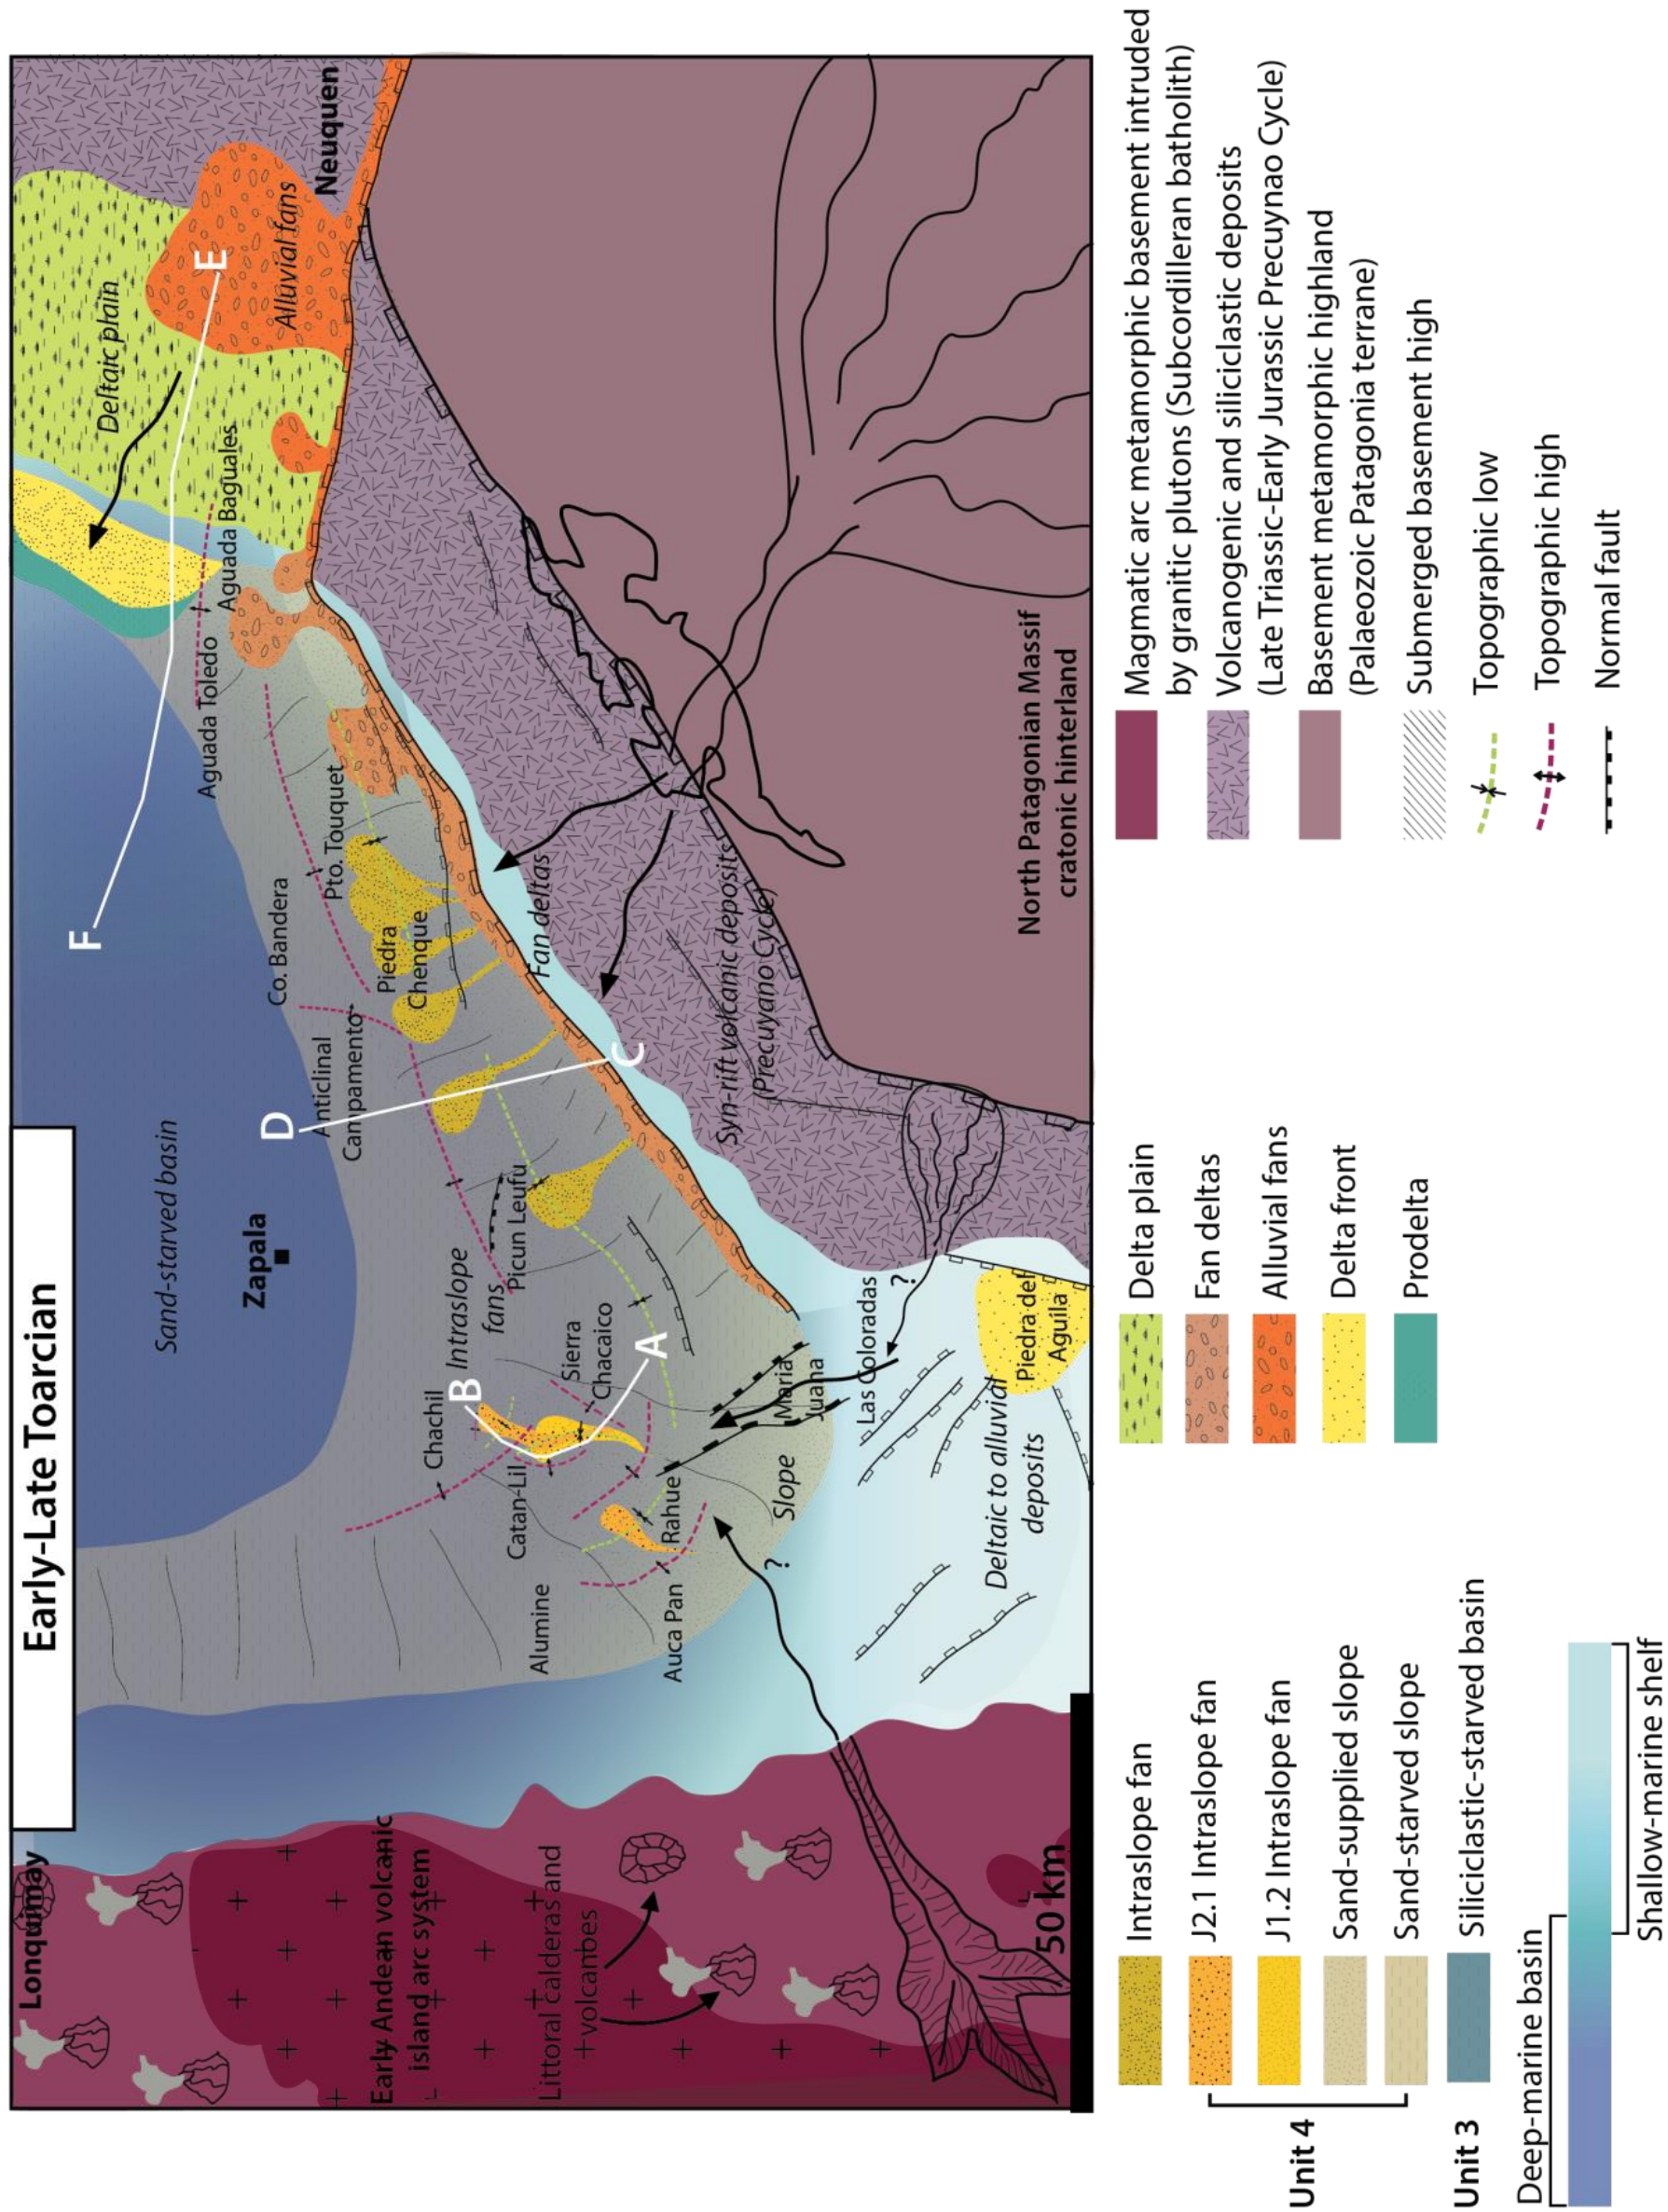 Early-Late Toarcian
Lonquimay
Sand-starved basin
Zapala
F
D
Co. Bandera
Anticlinal
Campamento
Aguada Toledo
Aguada Baguales
Deltaic plain
E
Alluvial fans
Neuquen
Pto. Touquet
Piedra
Chenque
Early Andean volcanic
island arc system
Littoral calderas and
volcanoes
Chachil
B
Intraslope
fans
Picun Leufu
Catan-Lil
Sierra
Chacaico
A
C
Fan deltas
Alumine
Rahue
Auca Pan
?
Slope
Maria
Juana
Las Coloradas
?
Syn-rift volcanic deposits
(Precuyano Cycle)
Deltaic to alluvial
deposits
Piedra del
Aguila
North Patagonian Massif
cratonic hinterland
50 km
Unit 4
Intraslope fan
J2.1 Intraslope fan
J1.2 Intraslope fan
Sand-supplied slope
Sand-starved slope
Unit 3
Siliciclastic-starved basin
Deep-marine basin
Shallow-marine shelf
Delta plain
Fan deltas
Alluvial fans
Delta front
Prodelta
Magmatic arc metamorphic basement intruded
by granitic plutons (Subcordilleran batholith)
Volcanogenic and siliciclastic deposits
(Late Triassic-Early Jurassic Precuynao Cycle)
Basement metamorphic highland
(Palaeozoic Patagonia terrane)
Submerged basement high
Topographic low
Topographic high
Normal fault